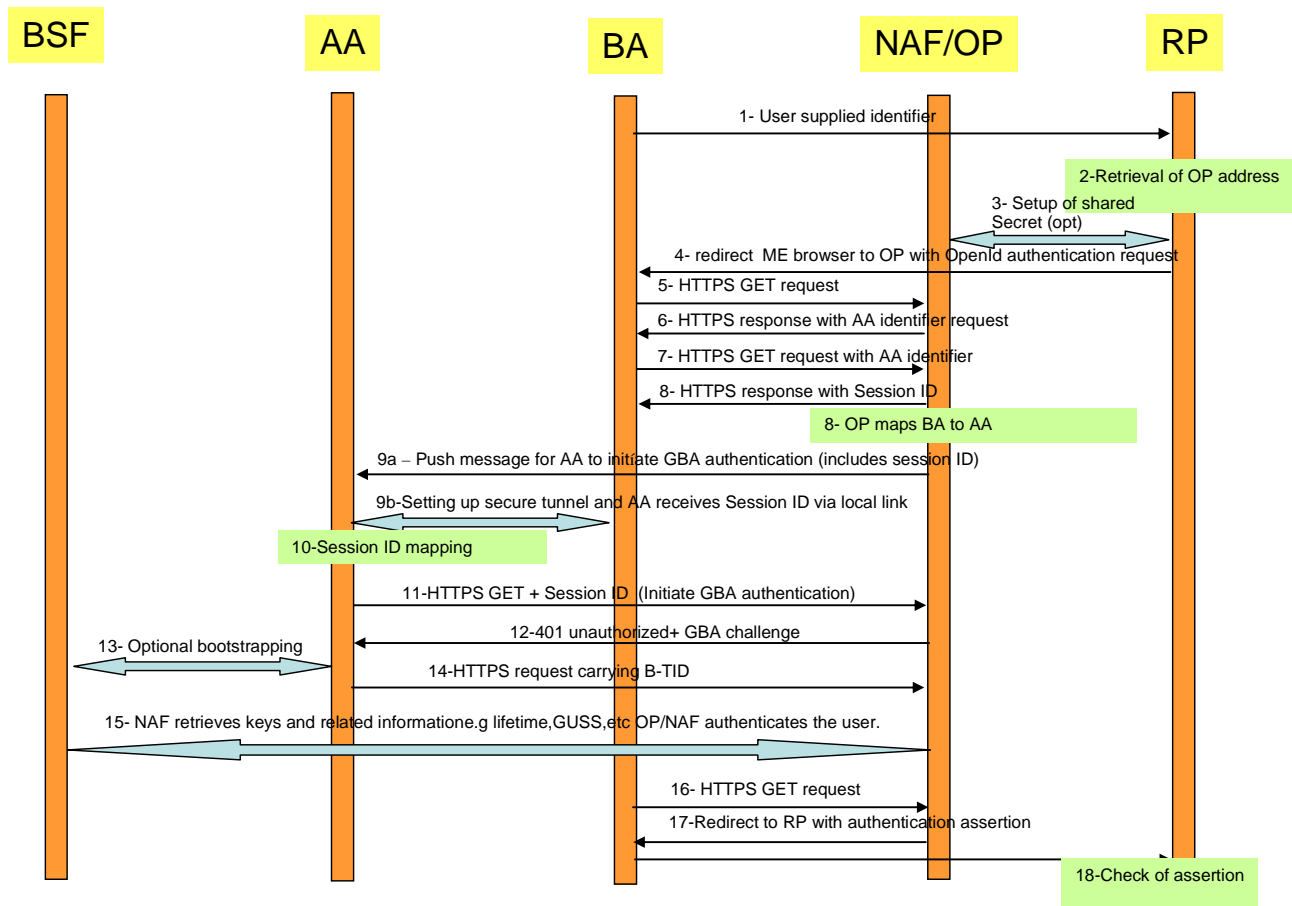 BSF
AA
BA
NAF/OP
RP
1- User supplied identifier
2-Retrieval of OP address
3- Setup of shared
Secret (opt)
4- redirect ME browser to OP with OpenId authentication request
5- HTTPS GET request
6- HTTPS response with AA identifier request
7- HTTPS GET request with AA identifier
8- HTTPS response with Session ID
8- OP maps BA to AA
9a – Push message for AA to initiate GBA authentication (includes session ID)
9b-Setting up secure tunnel and AA receives Session ID via local link
10-Session ID mapping
11-HTTPS GET + Session ID (Initiate GBA authentication)
12-401 unauthorized+ GBA challenge
13- Optional bootstrapping
14-HTTPS request carrying B-TID
15- NAF retrieves keys and related informatione.g lifetime,GUSS,etc OP/NAF authenticates the user.
16- HTTPS GET request
17-Redirect to RP with authentication assertion
18-Check of assertion